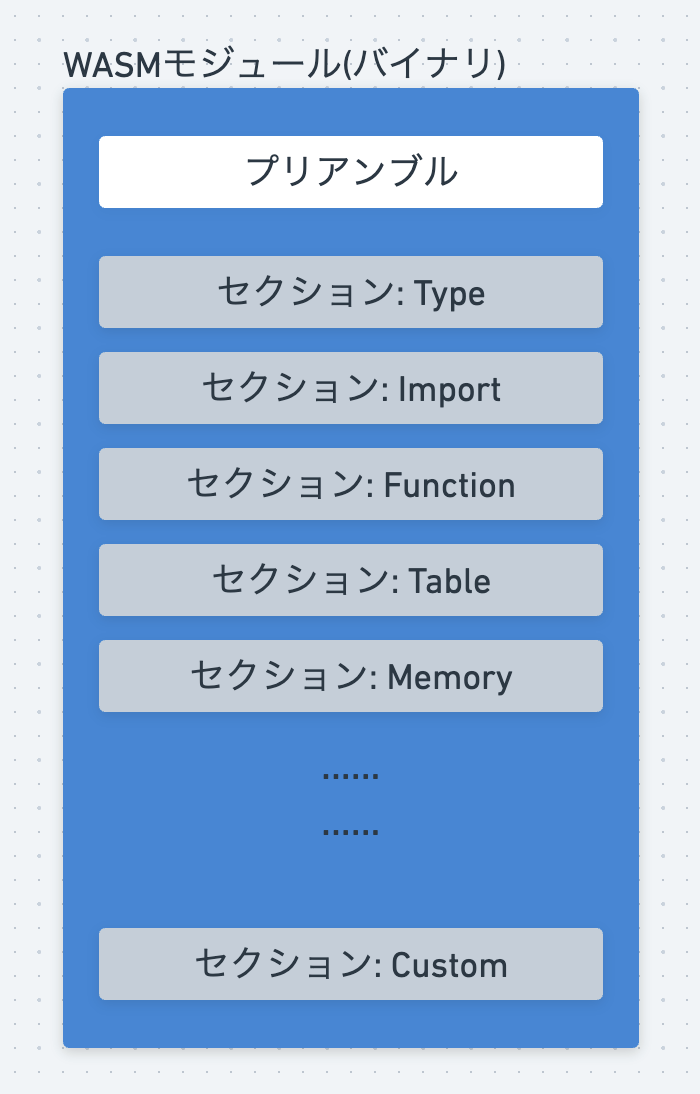 WASMモジュール(バイナリ)
プリアンブル
セクション: Type
セクション: Import
セクション: Function
セクション: Table
セクション: Memory
......
......
セクション: Custom